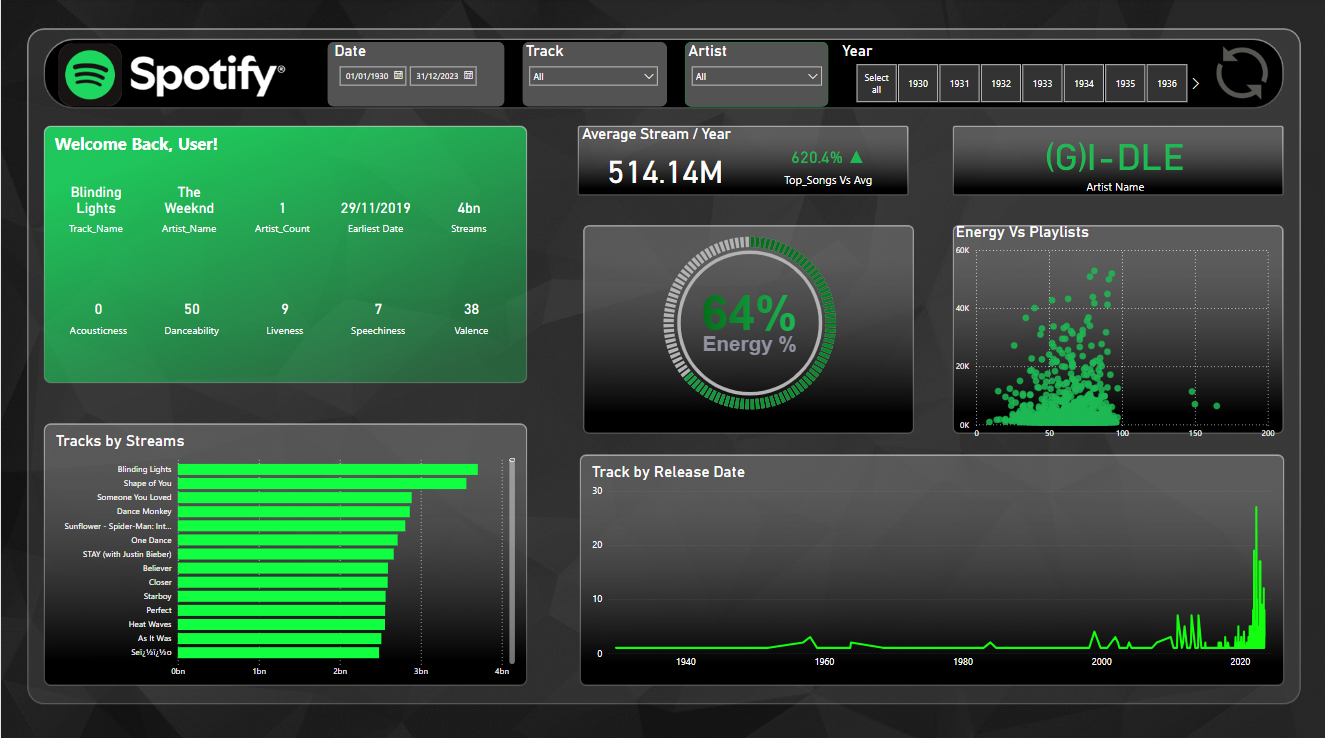 Spotify®
Date
01/01/1930 31/12/2023
Track
All
Artist
All
Year
Select all 1930 1931 1932 1933 1934 1935 1936
Welcome Back, User!
Blinding Lights
Track_Name
The Weeknd
Artist_Name
1
Artist_Count
29/11/2019
Earliest Date
4bn
Streams
0
Acousticness
50
Danceability
9
Liveness
7
Speechiness
38
Valence
Average Stream / Year
514.14M
620.4% ▲
Top_Songs Vs Avg
(G)I-DLE
Artist Name
64%
Energy %
Energy Vs Playlists
60K
40K
20K
0K
0 50 100 150 200
Tracks by Streams
Blinding Lights
Shape of You
Someone You Loved
Dance Monkey
Sunflower - Spider-Man: Int...
One Dance
STAY (with Justin Bieber)
Believer
Closer
Starboy
Perfect
Heat Waves
As It Was
Seï¿½ï¿½o
0bn 1bn 2bn 3bn 4bn
Track by Release Date
30
20
10
0
1940 1960 1980 2000 2020